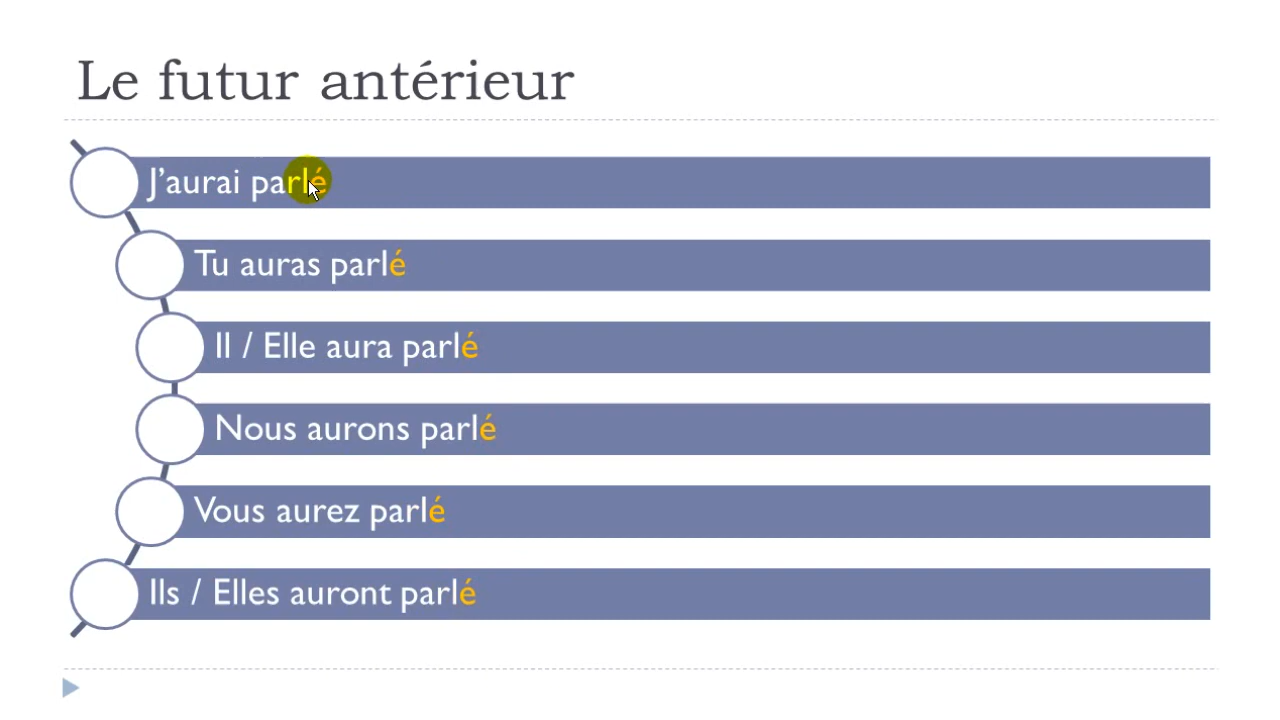 Le futur antérieur
J’aurai parlé
Tu auras parlé
Il / Elle aura parlé
Nous aurons parlé
Vous aurez parlé
Ils / Elles auront parlé